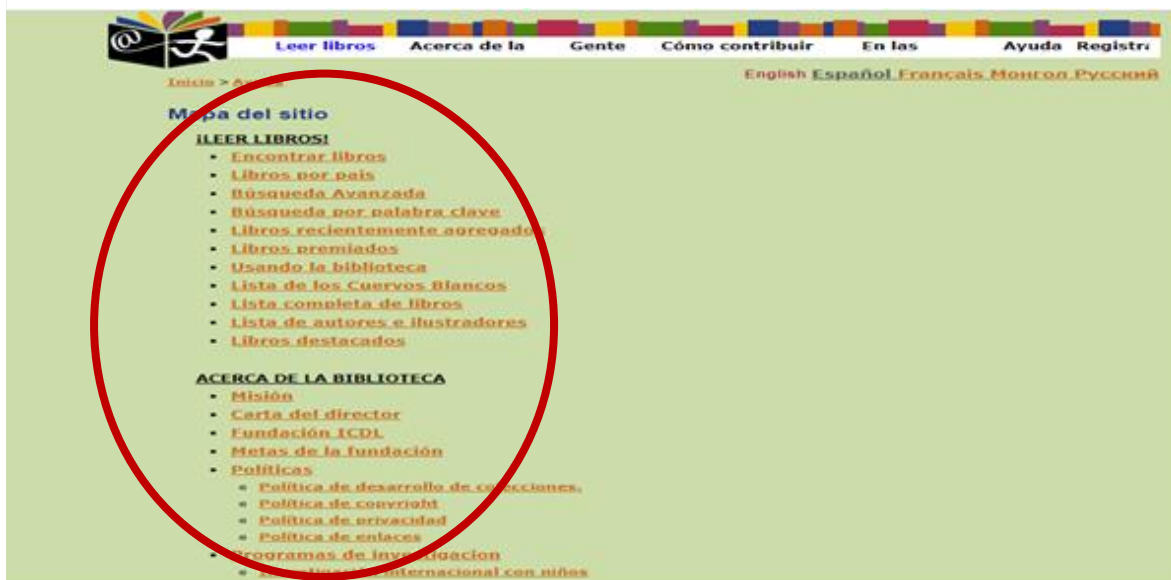 @
Leer libros Acerca de la Gente Cómo contribuir En las Ayuda Registra
English Español Français Монгол Русский
Inicio > Ayuda
Mapa del sitio
¡LEER LIBROS!
Encontrar libros
Libros por país
Búsqueda Avanzada
Búsqueda por palabra clave
Libros recientemente agregados
Libros premiados
Usando la biblioteca
Lista de los Cuervos Blancos
Lista completa de libros
Lista de autores e ilustradores
Libros destacados
ACERCA DE LA BIBLIOTECA
Misión
Carta del director
Fundación ICDL
Metas de la fundación
Políticas
Política de desarrollo de colecciones.
Política de copyright
Política de privacidad
Política de enlaces
Programas de investigacion
Investigación internacional con niños